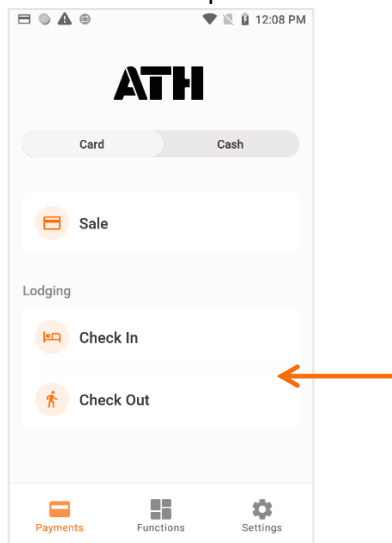 12:08 PM
ATH
Card Cash
Sale
Lodging
Check In
Check Out
Payments Functions Settings